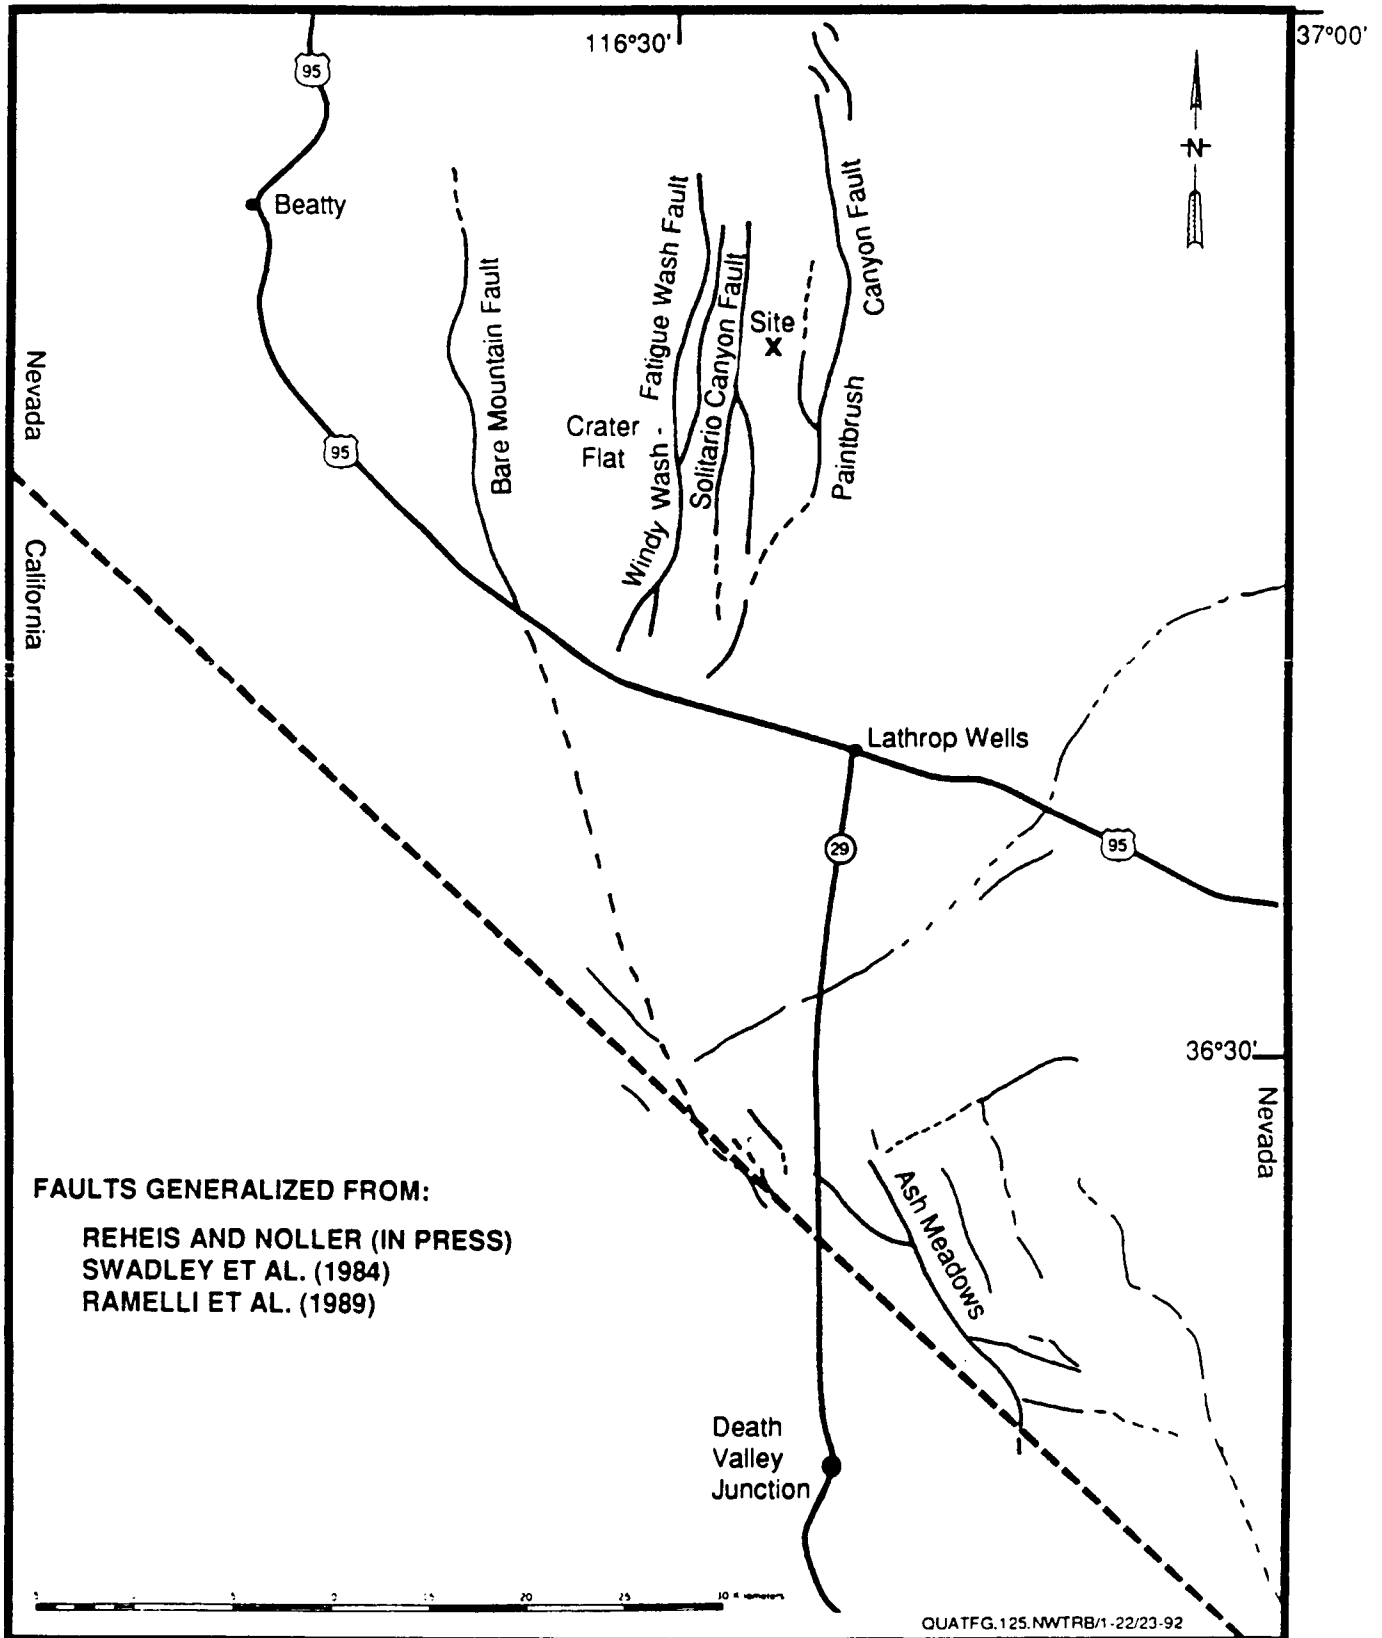 116°30'
37°00'
95
N
Beatty
Bare Mountain Fault
Windy Wash - Fatigue Wash Fault
Solitario Canyon Fault
Site
X
Paintbrush Canyon Fault
Crater
Flat
Nevada
California
95
Lathrop Wells
29
95
36°30'
Nevada
Ash Meadows
FAULTS GENERALIZED FROM:
REHEIS AND NOLLER (IN PRESS)
SWADLEY ET AL. (1984)
RAMELLI ET AL. (1989)
Death
Valley
Junction
15 20 25
QUATFG.125.NWTRB/1-22/23-92